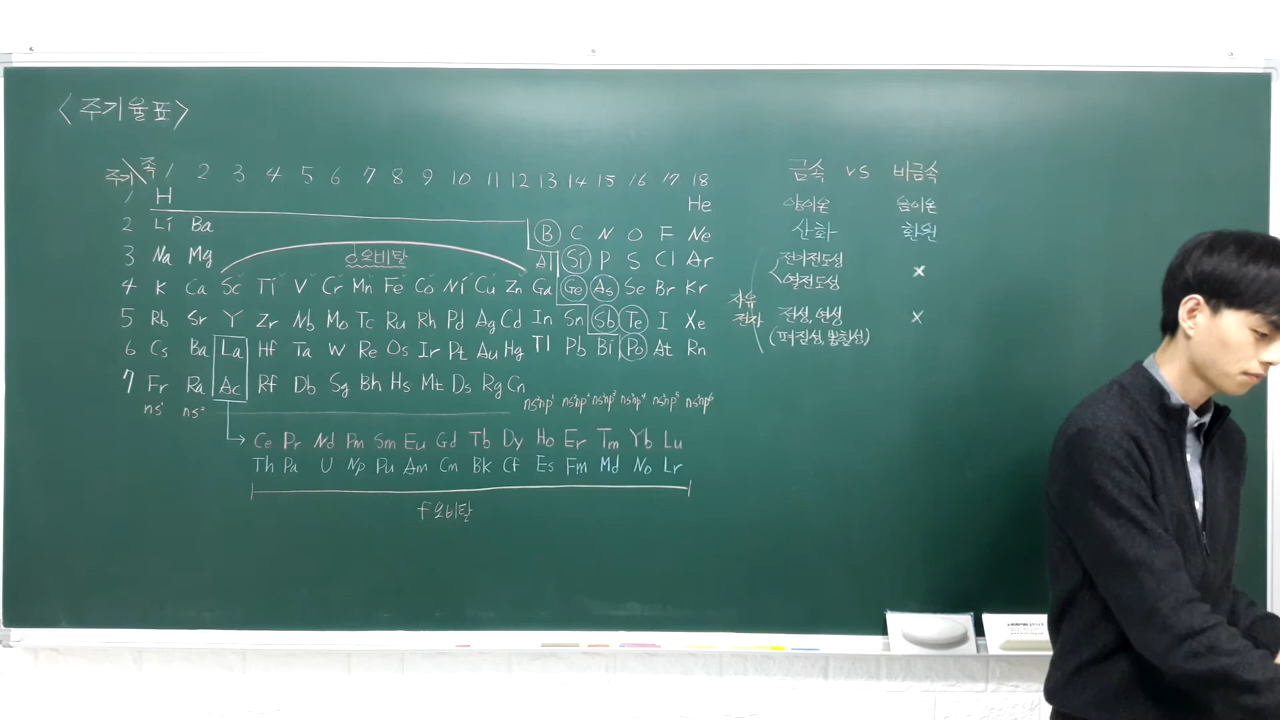 <주기율표>
주기\족 1 2 3 4 5 6 7 8 9 10 11 12 13 14 15 16 17 18
1 H He
2 Li Ba B C N O F Ne
3 Na Mg Al Si P S Cl Ar
d오비탈
4 K Ca Sc Ti V Cr Mn Fe Co Ni Cu Zn Ga Ge As Se Br Kr
5 Rb Sr Y Zr Nb Mo Tc Ru Rh Pd Ag Cd In Sn Sb Te I Xe
6 Cs Ba La Hf Ta W Re Os Ir Pt Au Hg Tl Pb Bi Po At Rn
7 Fr Ra Ac Rf Db Sg Bh Hs Mt Ds Rg Cn
ns¹ ns² ns²np¹ ns²np² ns²np³ ns²np⁴ ns²np⁵ ns²np⁶
Ce Pr Nd Pm Sm Eu Gd Tb Dy Ho Er Tm Yb Lu
Th Pa U Np Pu Am Cm Bk Cf Es Fm Md No Lr
f오비탈
금속 vs 비금속
양이온 음이온
산화 환원
전기전도성
열전도성 ×
자유
전자
전성, 연성 ×
(펴짐성, 뽑힘성)